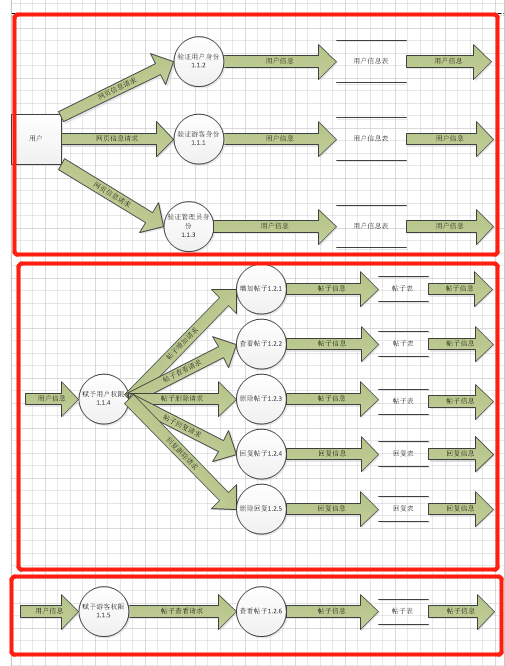 验证用户身份
1.1.2
用户信息
用户信息表
用户信息
网页信息请求
用户
网页信息请求
验证游客身份
1.1.1
用户信息
用户信息表
用户信息
网页信息请求
验证管理员身
份
1.1.3
用户信息
用户信息表
用户信息
增加帖子1.2.1
帖子信息
帖子表
帖子信息
帖子增加请求
查看帖子1.2.2
帖子信息
帖子表
帖子信息
帖子查看请求
用户信息
赋予用户权限
1.1.4
帖子删除请求
删除帖子1.2.3
帖子信息
帖子表
帖子信息
帖子回复请求
回复帖子1.2.4
回复信息
回复表
回复信息
回复删除请求
删除回复1.2.5
回复信息
回复表
回复信息
用户信息
赋予游客权限
1.1.5
帖子查看请求
查看帖子1.2.6
帖子信息
帖子表
帖子信息